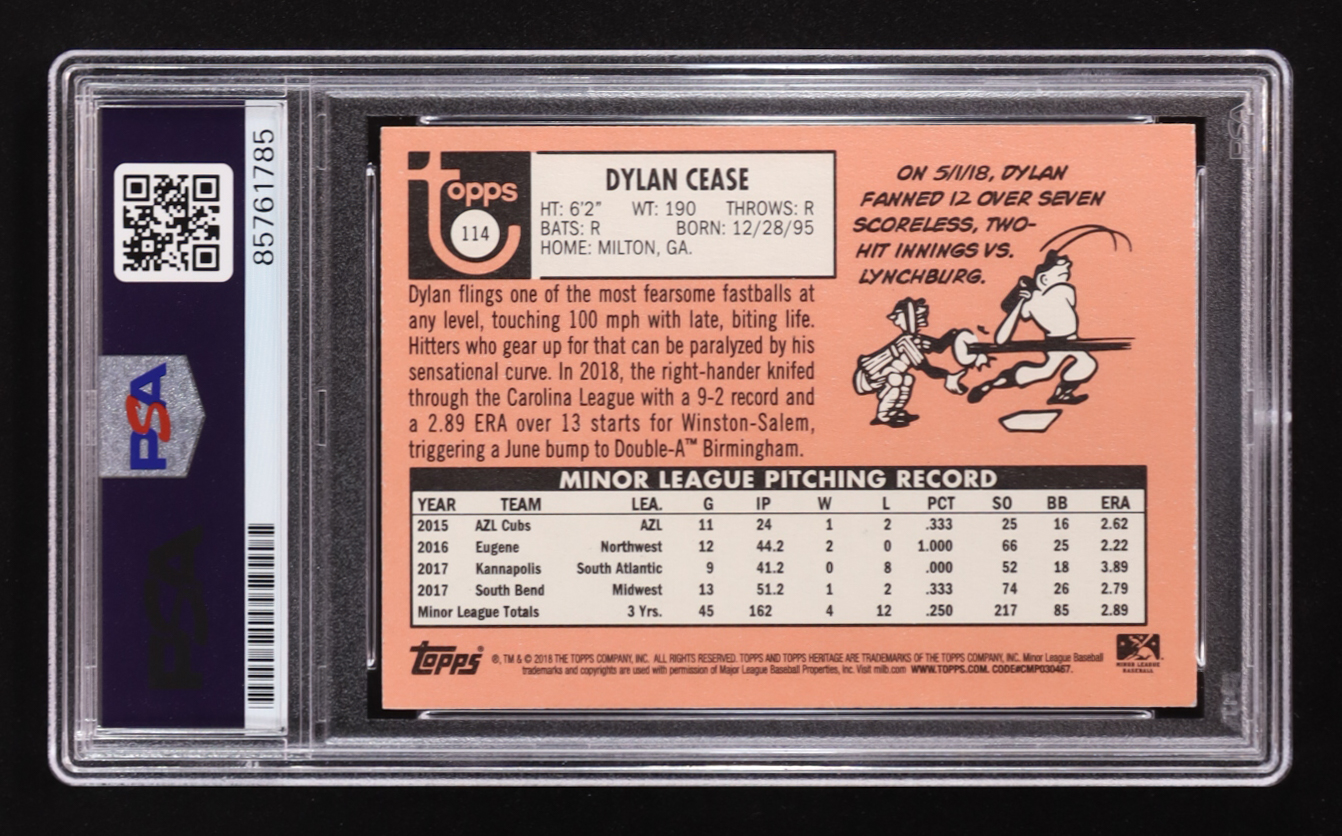 85761785
PSA
PSA
topps
114
DYLAN CEASE
HT: 6'2" WT: 190 THROWS: R
BATS: R BORN: 12/28/95
HOME: MILTON, GA.
ON 5/1/18, DYLAN
FANNED 12 OVER SEVEN
SCORELESS, TWO-
HIT INNINGS VS.
LYNCHBURG.
Dylan flings one of the most fearsome fastballs at
any level, touching 100 mph with late, biting life.
Hitters who gear up for that can be paralyzed by his
sensational curve. In 2018, the right-hander knifed
through the Carolina League with a 9-2 record and
a 2.89 ERA over 13 starts for Winston-Salem,
triggering a June bump to Double-A™ Birmingham.
MINOR LEAGUE PITCHING RECORD
YEAR TEAM LEA. G IP W L PCT SO BB ERA
2015 AZL Cubs AZL 11 24 1 2 .333 25 16 2.62
2016 Eugene Northwest 12 44.2 2 0 1.000 66 25 2.22
2017 Kannapolis South Atlantic 9 41.2 0 8 .000 52 18 3.89
2017 South Bend Midwest 13 51.2 1 2 .333 74 26 2.79
Minor League Totals 3 Yrs. 45 162 4 12 .250 217 85 2.89
topps® ®, TM & © 2018 THE TOPPS COMPANY, INC. ALL RIGHTS RESERVED. TOPPS AND TOPPS HERITAGE ARE TRADEMARKS OF THE TOPPS COMPANY, INC. Minor League Baseball
trademarks and copyrights are used with permission of Major League Baseball Properties, Inc. Visit milb.com WWW.TOPPS.COM. CODE#CMP030467.
MINOR LEAGUE
BASEBALL
PSA